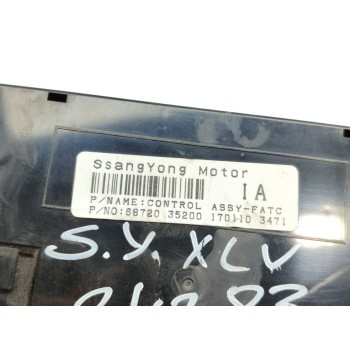 SsangYong Motor
IA
P/NAME:CONTROL ASSY-FATC
P/NO:68720 35200 170110 3471
S.Y. XLV